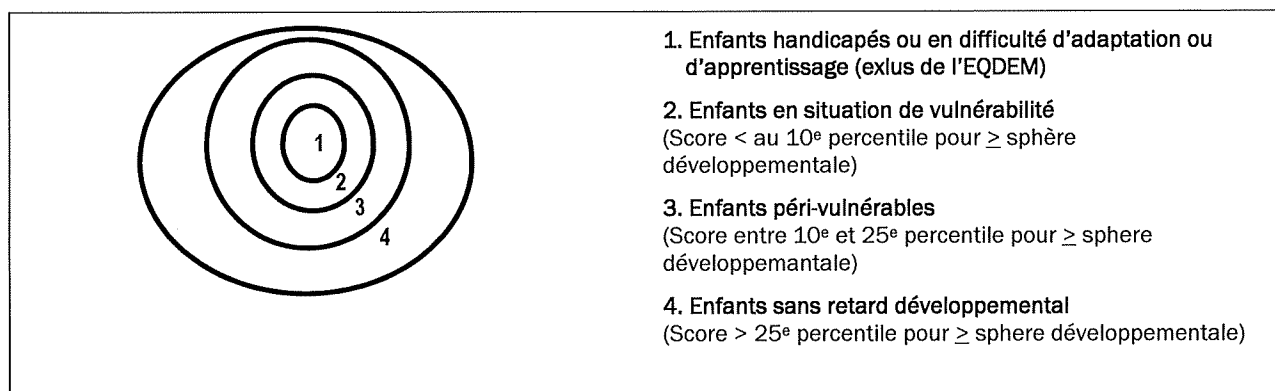 1
2
3
4
1. Enfants handicapés ou en difficulté d'adaptation ou
d'apprentissage (exlus de l'EQDEM)
2. Enfants en situation de vulnérabilité
(Score < au 10e percentile pour ≥ sphère
développementale)
3. Enfants péri-vulnérables
(Score entre 10e et 25e percentile pour ≥ sphere
développemantale)
4. Enfants sans retard développemental
(Score > 25e percentile pour ≥ sphere développementale)